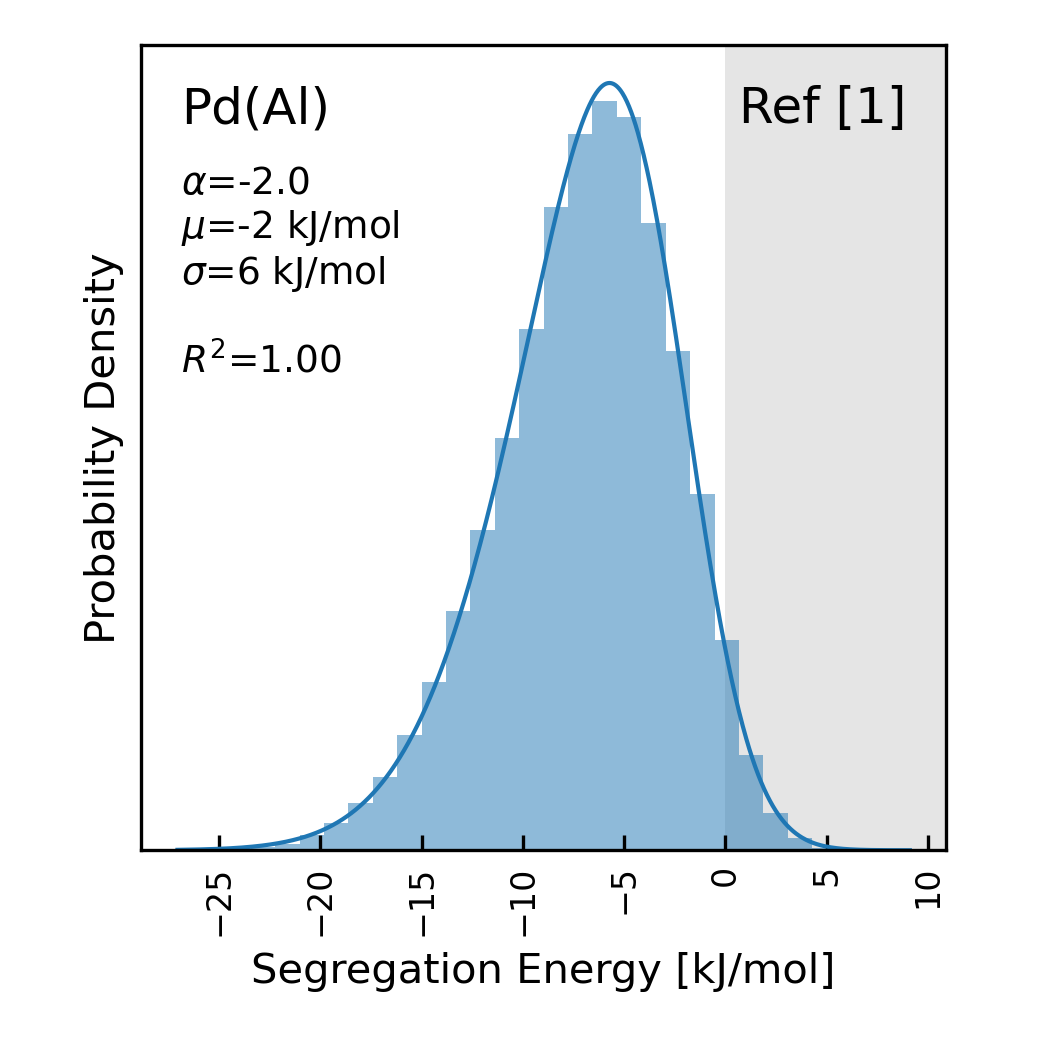 Pd(Al)
Ref [1]
α=-2.0
μ=-2 kJ/mol
σ=6 kJ/mol
R²=1.00
Probability Density
−25
−20
−15
−10
−5
0
5
10
Segregation Energy [kJ/mol]